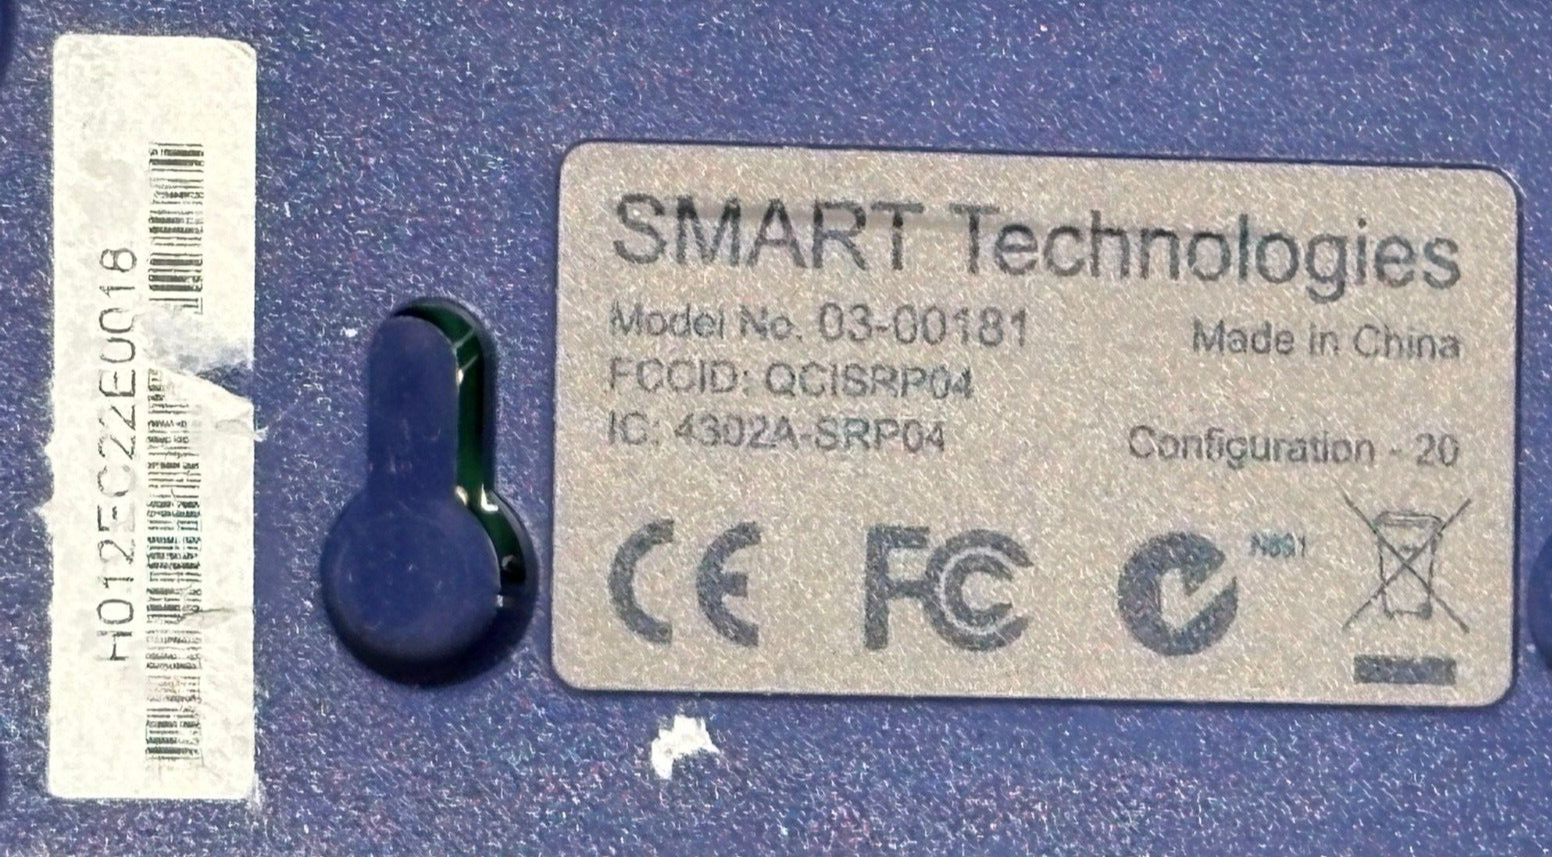 H012EC22E0018
SMART Technologies
Model No. 03-00181
Made in China
FCCID: QCISRP04
IC: 4302A-SRP04
Configuration - 20
CE FC N691